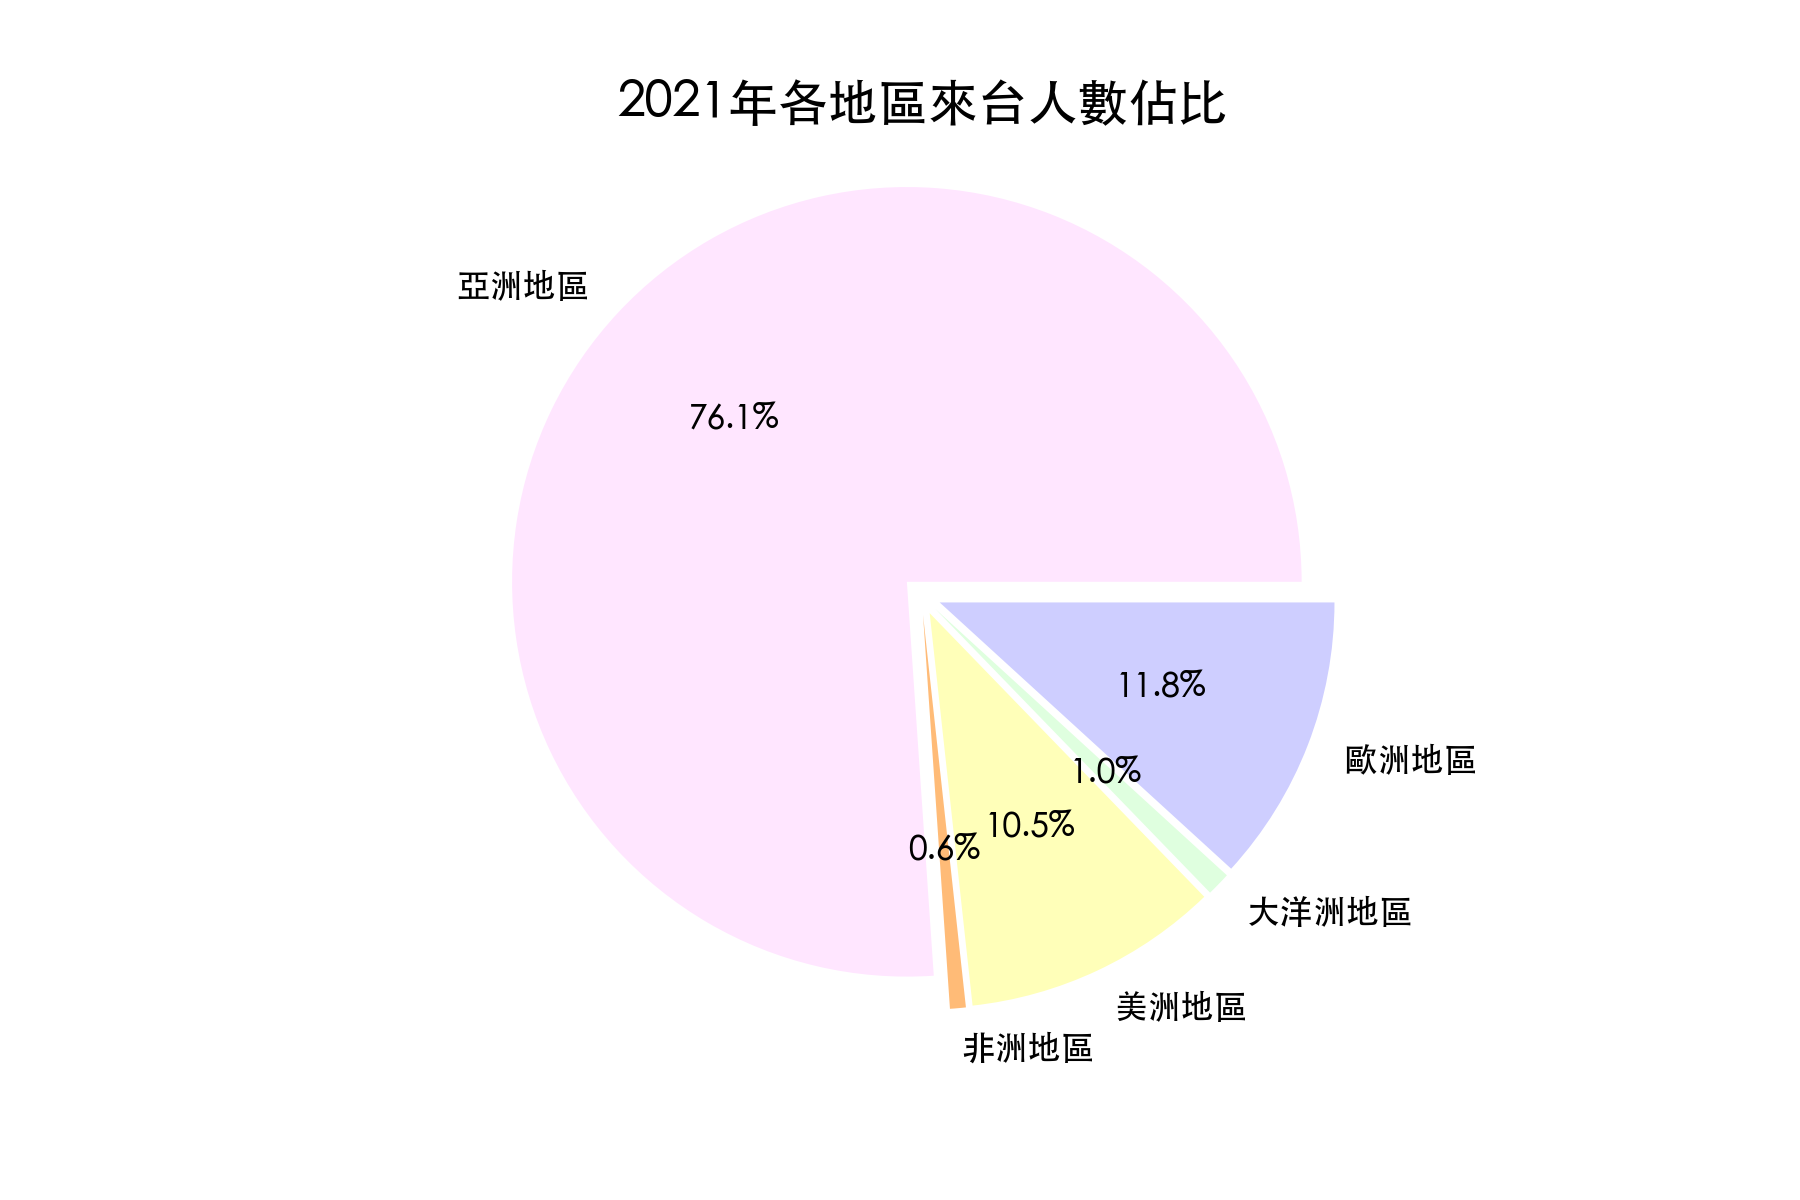 2021年各地區來台人數佔比
亞洲地區
76.1%
11.8%
歐洲地區
1.0%
10.5%
0.6%
大洋洲地區
美洲地區
非洲地區